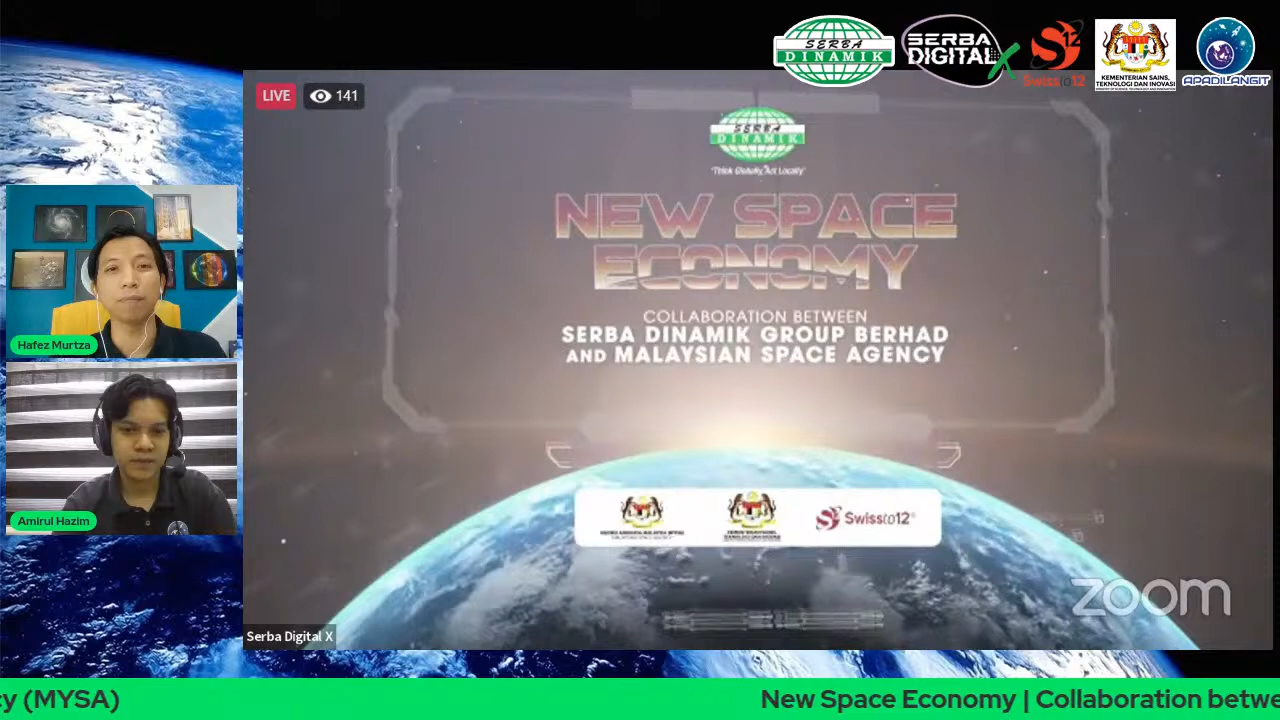 SERBA
DINAMIK
SERBA
DIGITAL X
S12
Swissto12
KEMENTERIAN SAINS,
TEKNOLOGI DAN INOVASI
APADILANGIT
LIVE 141
SERBA
DINAMIK
"Think Globally, Act Locally"
NEW SPACE
ECONOMY
COLLABORATION BETWEEN
SERBA DINAMIK GROUP BERHAD
AND MALAYSIAN SPACE AGENCY
Hafez Murtza
Amirul Hazim
Swissto12®
zoom
Serba Digital X
cy (MYSA)
New Space Economy | Collaboration betwe